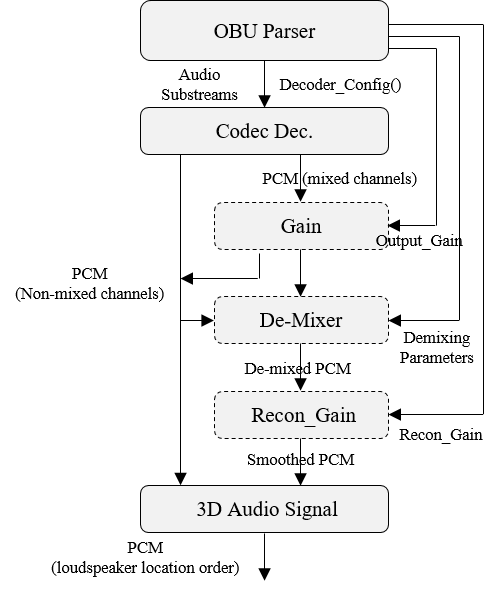 OBU Parser
Audio
Substreams
Decoder_Config()
Codec Dec.
PCM (mixed channels)
Gain
Output_Gain
PCM
(Non-mixed channels)
De-Mixer
Demixing
Parameters
De-mixed PCM
Recon_Gain
Recon_Gain
Smoothed PCM
3D Audio Signal
PCM
(loudspeaker location order)